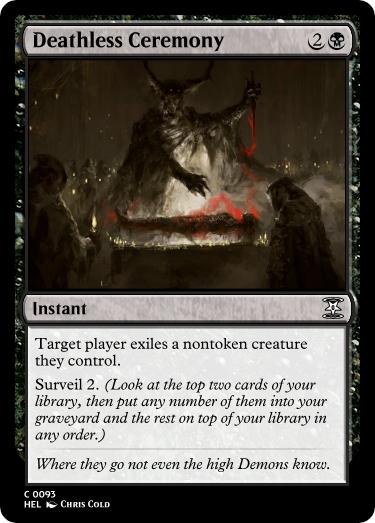 Deathless Ceremony 2
Instant
Target player exiles a nontoken creature
they control.
Surveil 2. (Look at the top two cards of your
library, then put any number of them into your
graveyard and the rest on top of your library in
any order.)
Where they go not even the high Demons know.
C 0093
HEL Chris Cold